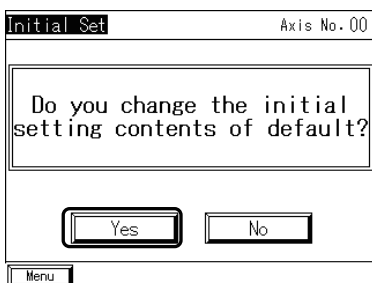 Initial Set Axis No.00
Do you change the initial
setting contents of default?
Yes No
Menu